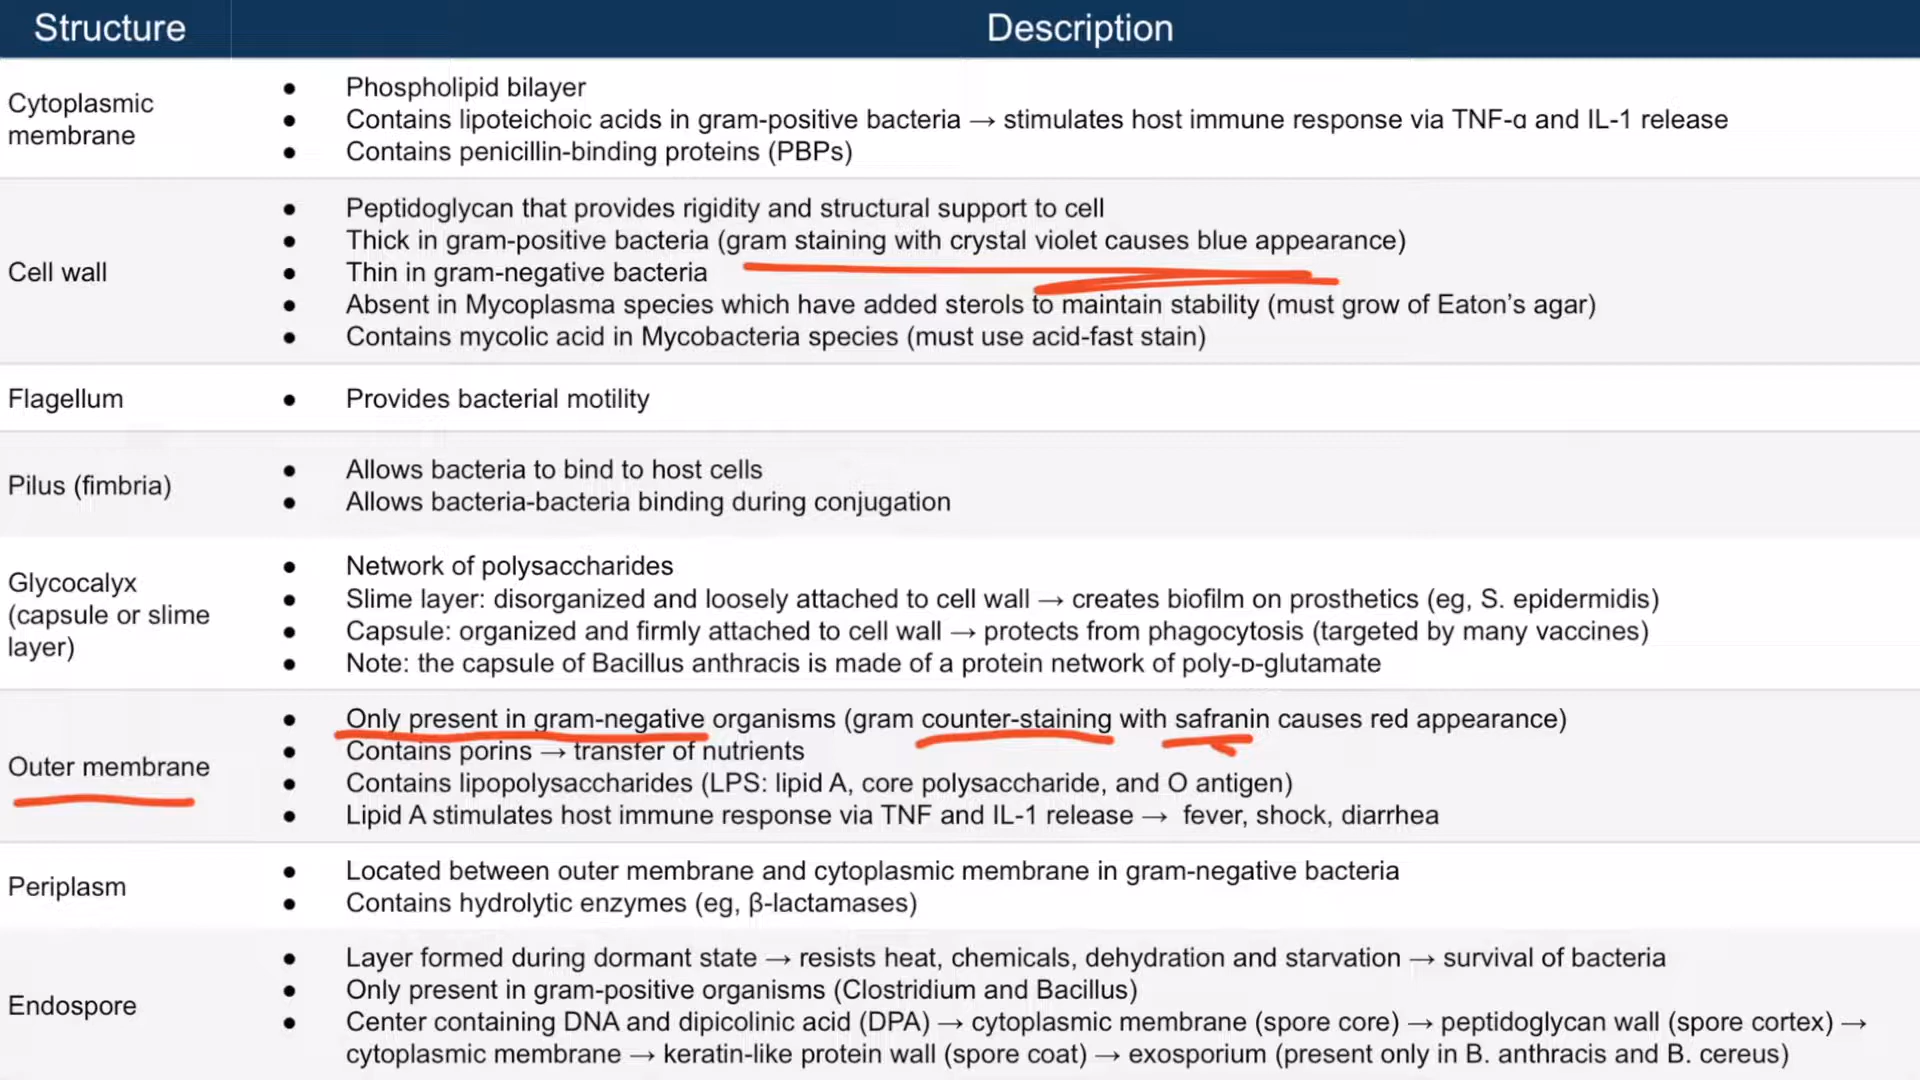 Structure
Description
Cytoplasmic
membrane
● Phospholipid bilayer
● Contains lipoteichoic acids in gram-positive bacteria → stimulates host immune response via TNF-α and IL-1 release
● Contains penicillin-binding proteins (PBPs)
Cell wall
● Peptidoglycan that provides rigidity and structural support to cell
● Thick in gram-positive bacteria (gram staining with crystal violet causes blue appearance)
● Thin in gram-negative bacteria
● Absent in Mycoplasma species which have added sterols to maintain stability (must grow of Eaton's agar)
● Contains mycolic acid in Mycobacteria species (must use acid-fast stain)
Flagellum
● Provides bacterial motility
Pilus (fimbria)
● Allows bacteria to bind to host cells
● Allows bacteria-bacteria binding during conjugation
Glycocalyx
(capsule or slime
layer)
● Network of polysaccharides
● Slime layer: disorganized and loosely attached to cell wall → creates biofilm on prosthetics (eg, S. epidermidis)
● Capsule: organized and firmly attached to cell wall → protects from phagocytosis (targeted by many vaccines)
● Note: the capsule of Bacillus anthracis is made of a protein network of poly-ᴅ-glutamate
Outer membrane
● Only present in gram-negative organisms (gram counter-staining with safranin causes red appearance)
● Contains porins → transfer of nutrients
● Contains lipopolysaccharides (LPS: lipid A, core polysaccharide, and O antigen)
● Lipid A stimulates host immune response via TNF and IL-1 release → fever, shock, diarrhea
Periplasm
● Located between outer membrane and cytoplasmic membrane in gram-negative bacteria
● Contains hydrolytic enzymes (eg, β-lactamases)
Endospore
● Layer formed during dormant state → resists heat, chemicals, dehydration and starvation → survival of bacteria
● Only present in gram-positive organisms (Clostridium and Bacillus)
● Center containing DNA and dipicolinic acid (DPA) → cytoplasmic membrane (spore core) → peptidoglycan wall (spore cortex) →
cytoplasmic membrane → keratin-like protein wall (spore coat) → exosporium (present only in B. anthracis and B. cereus)